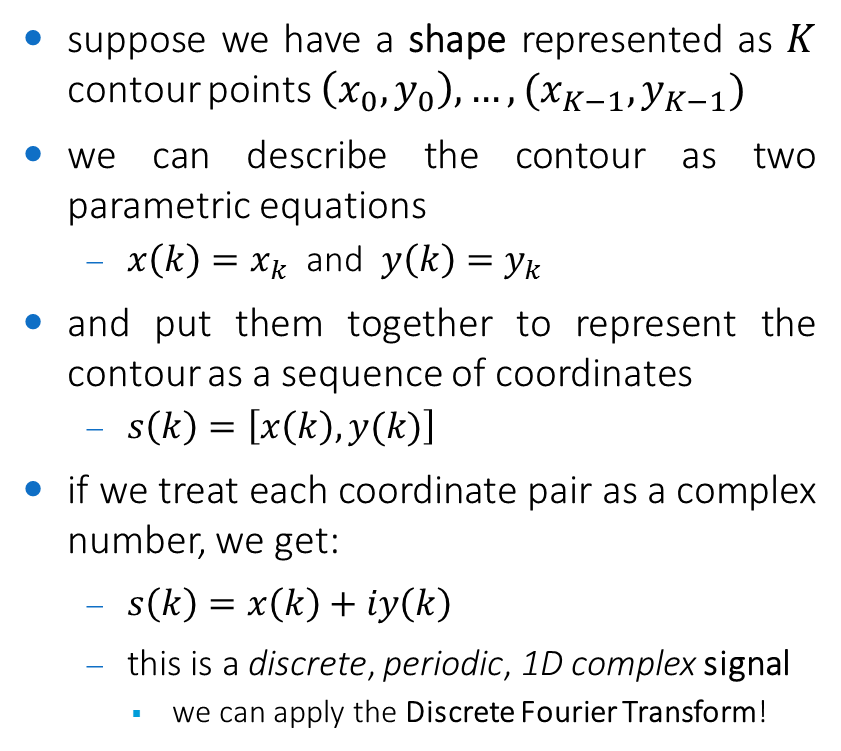 • suppose we have a shape represented as K
contour points (x₀, y₀), …, (x_{K−1}, y_{K−1})
• we can describe the contour as two
parametric equations
– x(k) = xₖ and y(k) = yₖ
• and put them together to represent the
contour as a sequence of coordinates
– s(k) = [x(k), y(k)]
• if we treat each coordinate pair as a complex
number, we get:
– s(k) = x(k) + iy(k)
– this is a discrete, periodic, 1D complex signal
▪ we can apply the Discrete Fourier Transform!